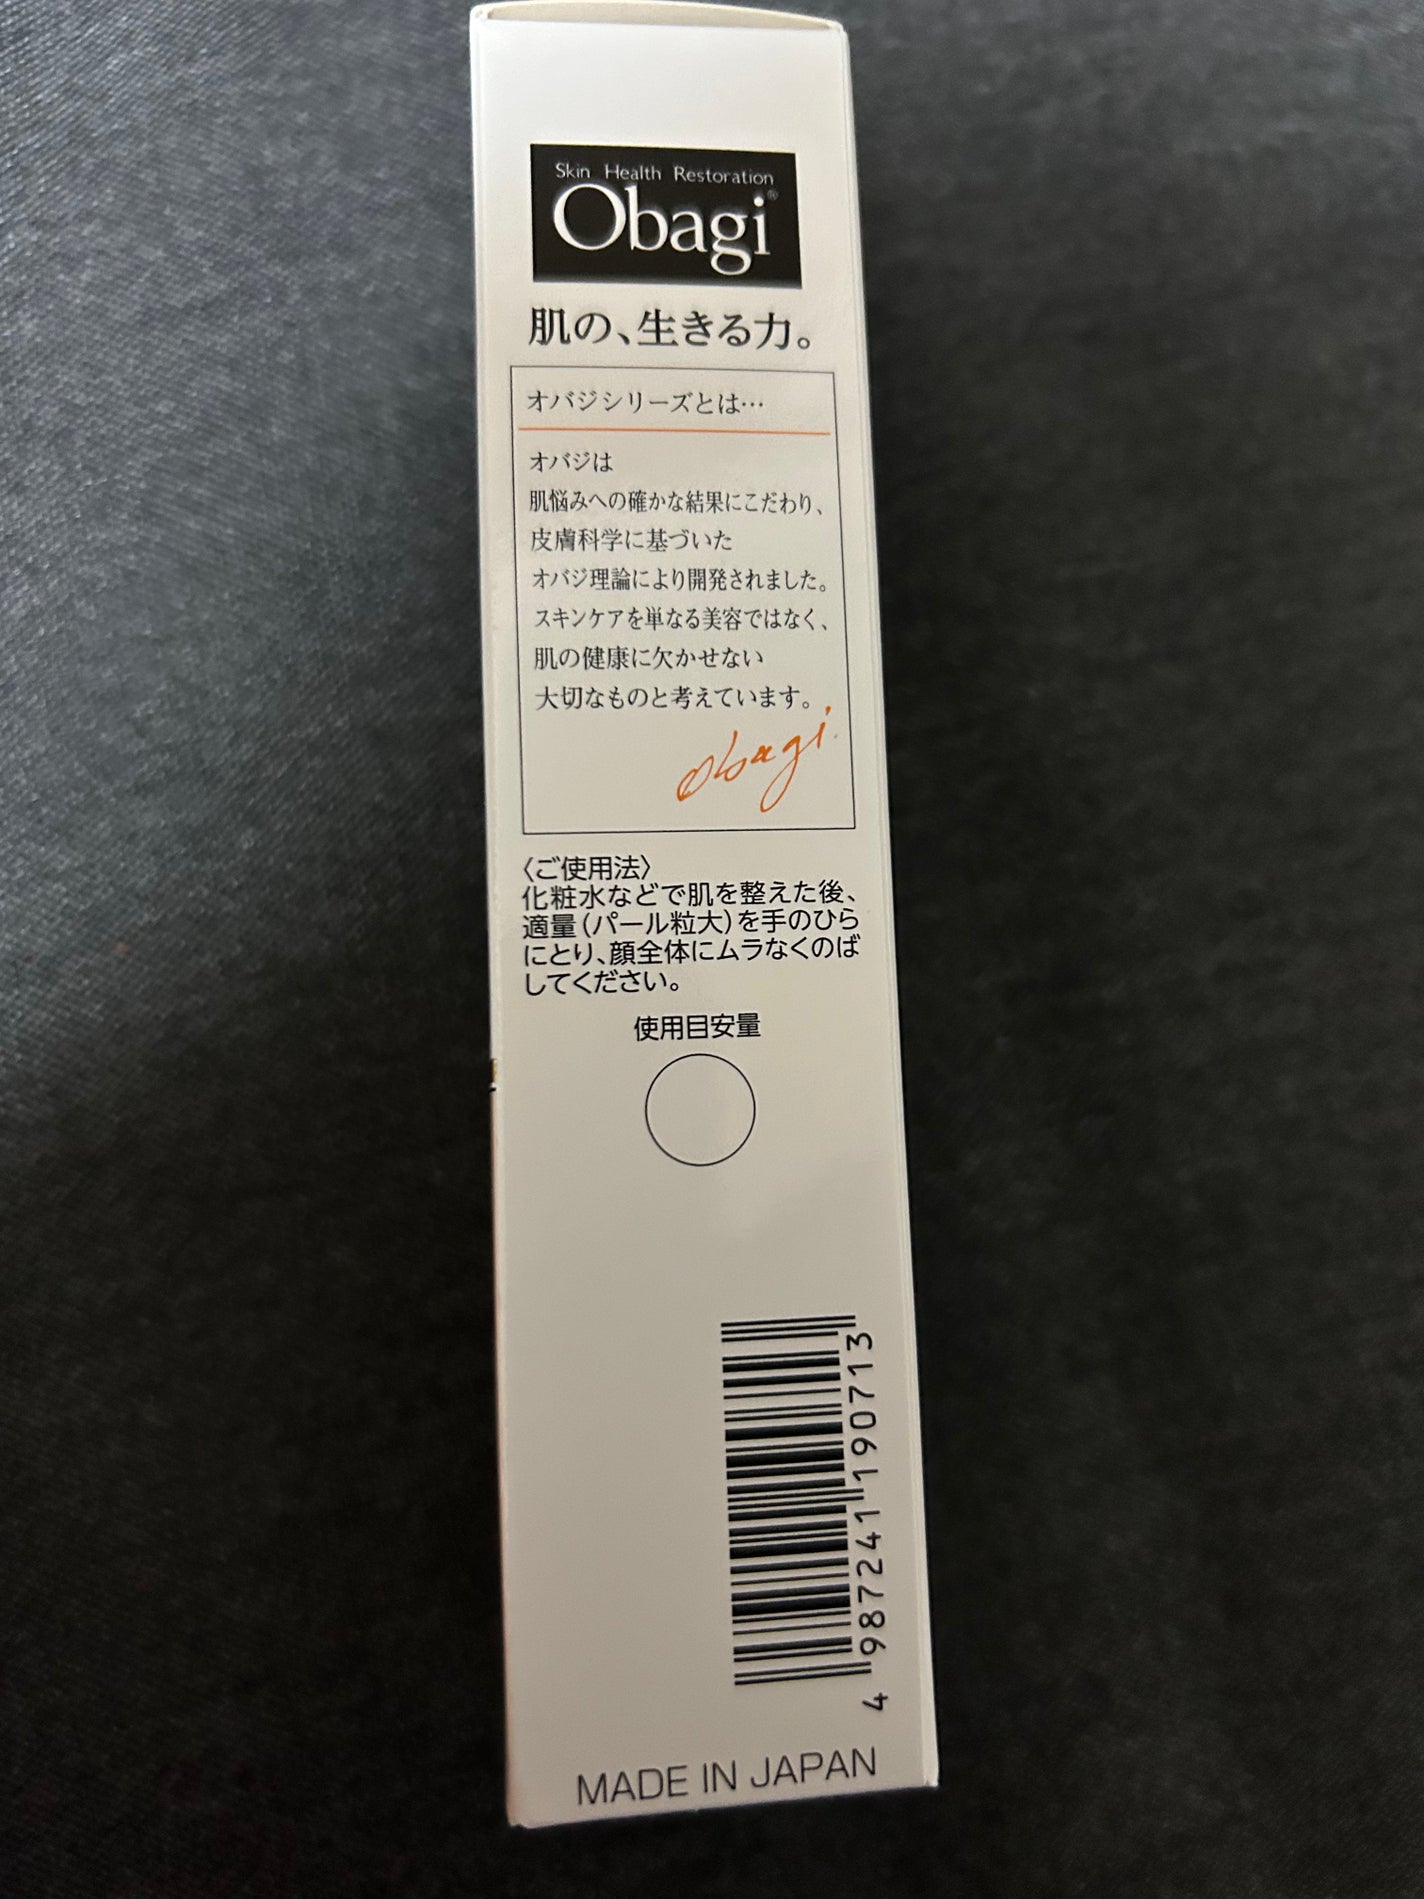 Skin Health Restoration
Obagi®
肌の、生きる力。
オバジシリーズとは…
オバジは
肌悩みへの確かな結果にこだわり、
皮膚科学に基づいた
オバジ理論により開発されました。
スキンケアを単なる美容ではなく、
肌の健康に欠かせない
大切なものと考えています。
Obagi.
〈ご使用法〉
化粧水などで肌を整えた後、
適量(パール粒大)を手のひら
にとり、顔全体にムラなくのば
してください。
使用目安量
4 987241 160713
MADE IN JAPAN